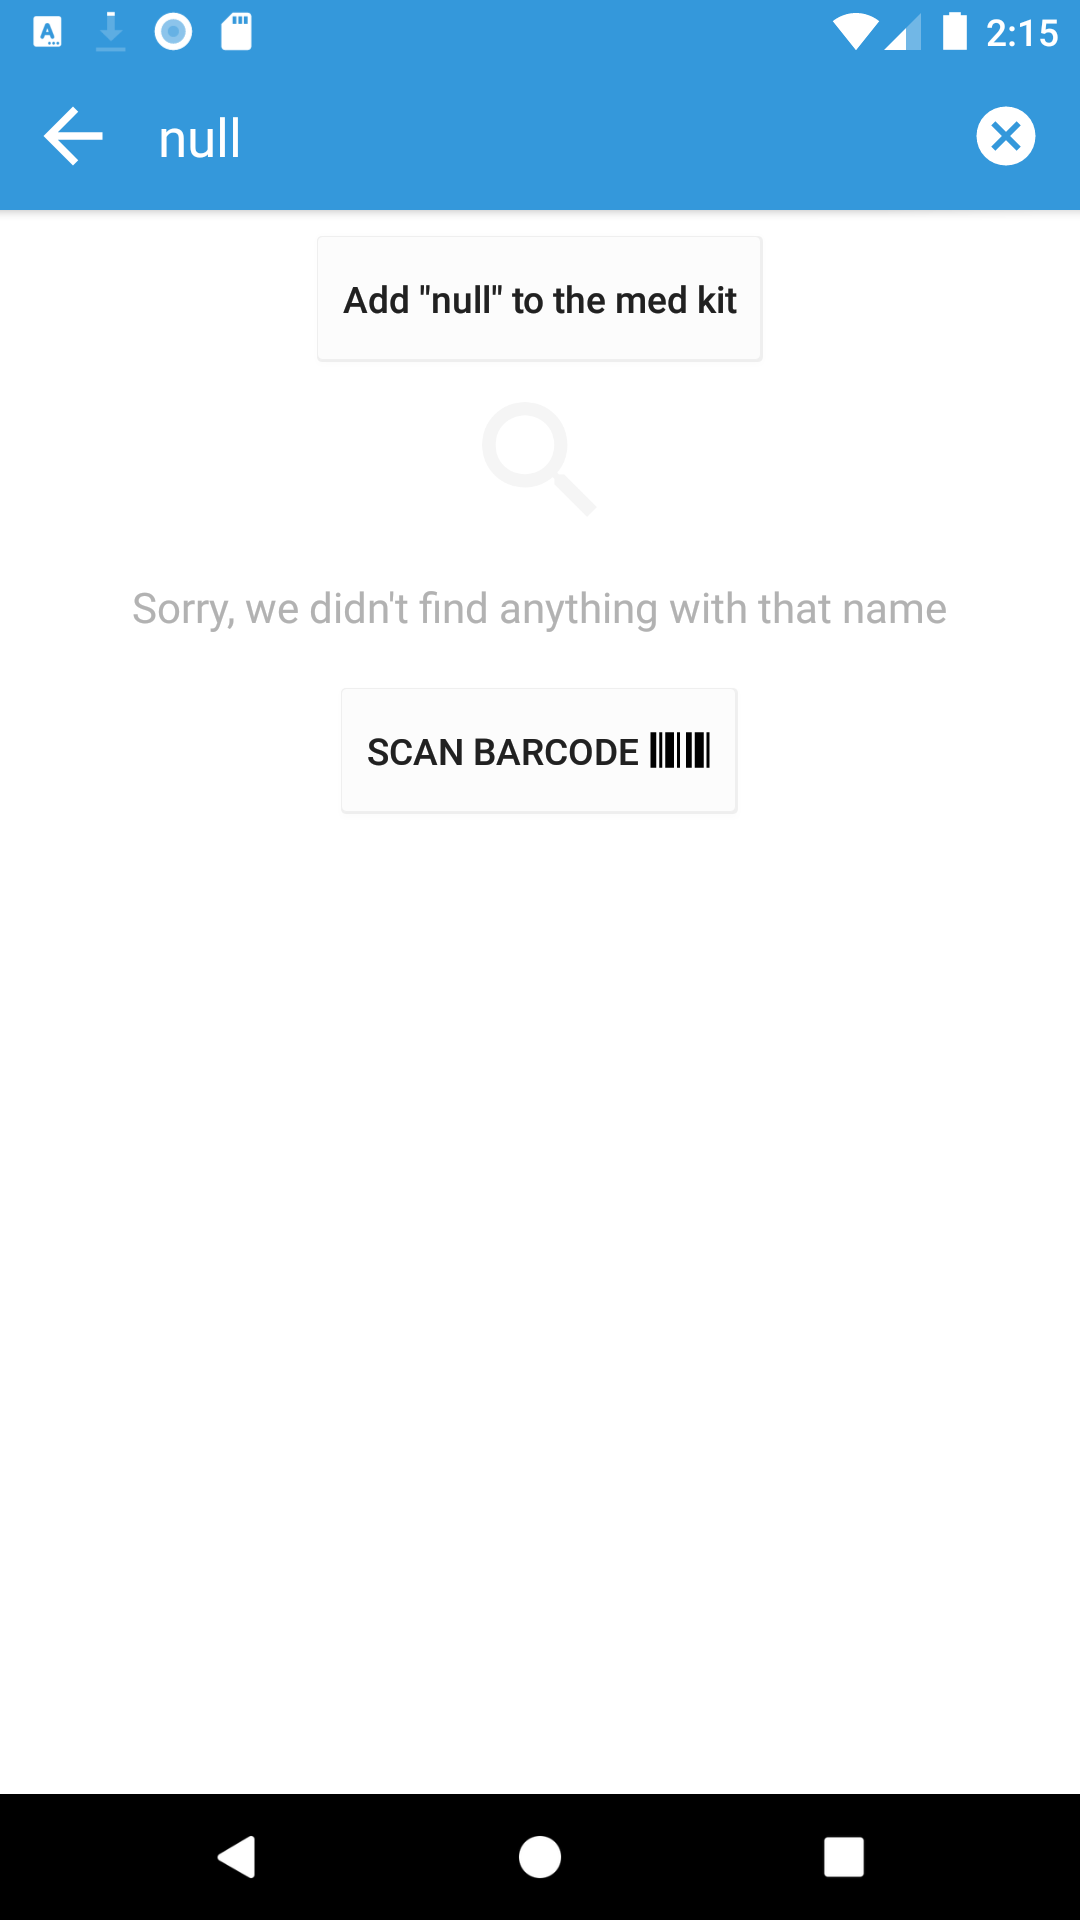 2:15
null
Add "null" to the med kit
Sorry, we didn't find anything with that name
SCAN BARCODE